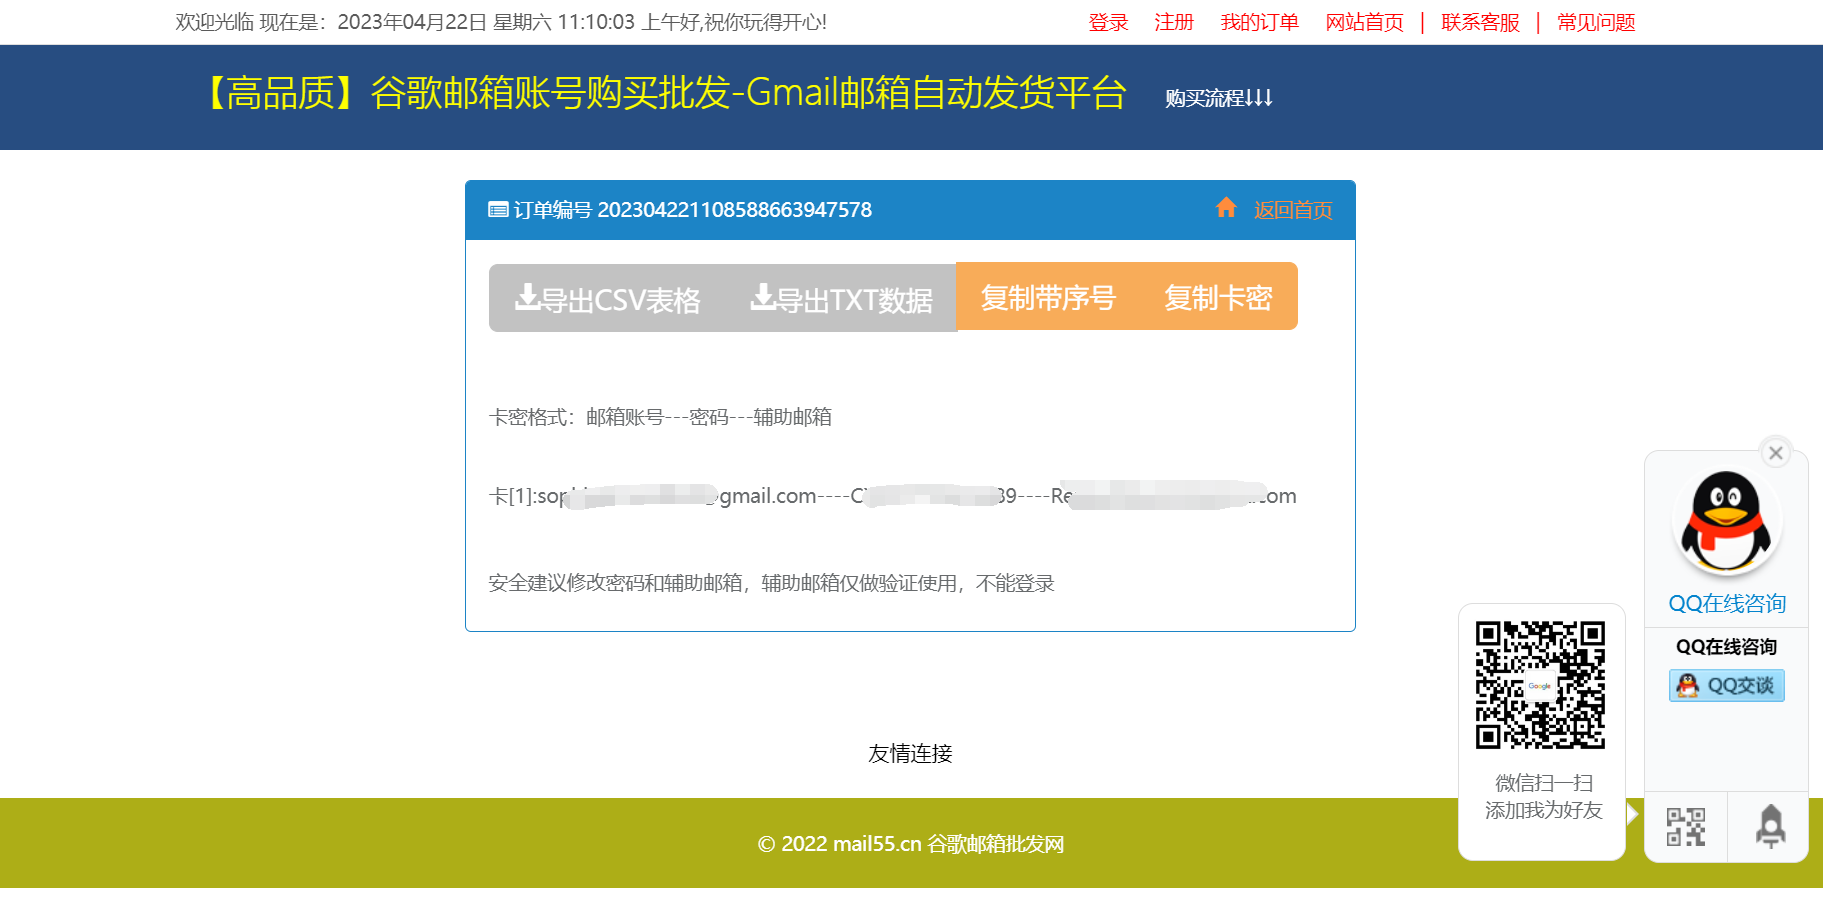 欢迎光临 现在是：2023年04月22日 星期六 11:10:03 上午好,祝你玩得开心!
登录 注册 我的订单 网站首页 | 联系客服 | 常见问题
【高品质】谷歌邮箱账号购买批发-Gmail邮箱自动发货平台 购买流程↓↓↓
订单编号 2023042211085886639​47578 返回首页
导出CSV表格 导出TXT数据 复制带序号 复制卡密
卡密格式：邮箱账号---密码---辅助邮箱
卡[1]:sop gmail.com----C 39----Re .com
安全建议修改密码和辅助邮箱，辅助邮箱仅做验证使用，不能登录
QQ在线咨询
QQ在线咨询
QQ交谈
Google
微信扫一扫
添加我为好友
友情连接
© 2022 mail55.cn 谷歌邮箱批发网